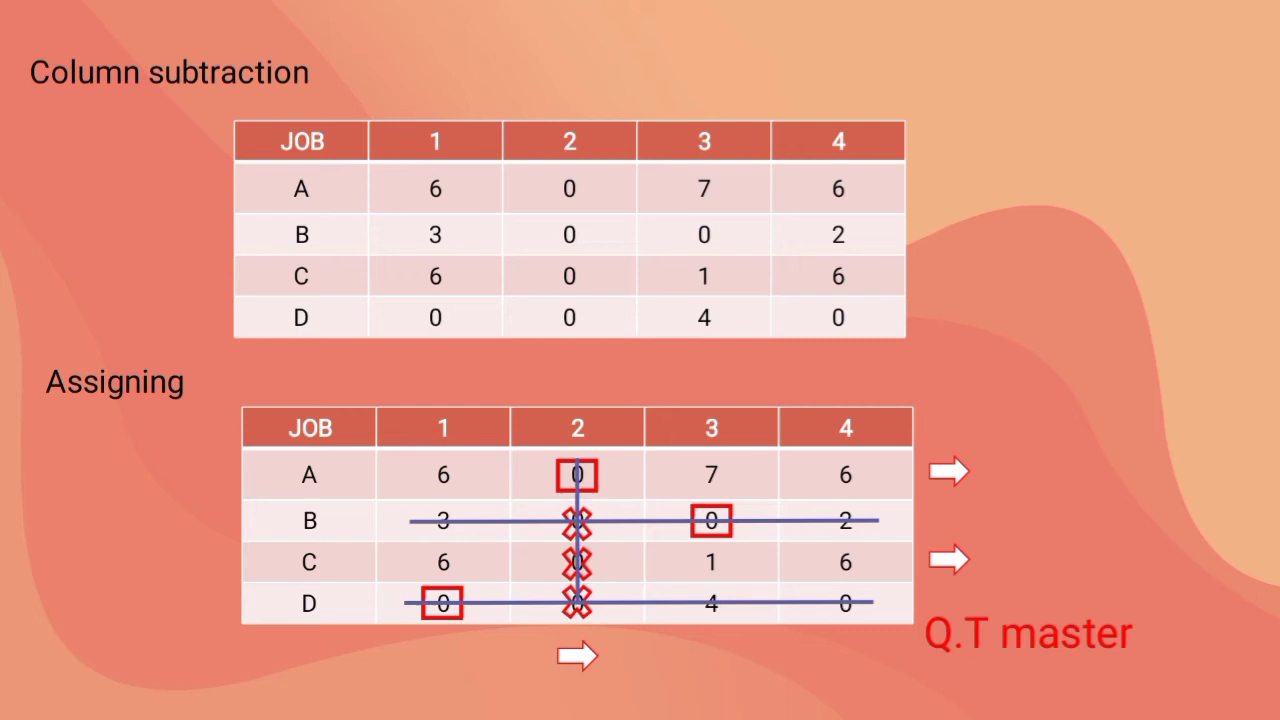 Column subtraction
JOB 1 2 3 4
A 6 0 7 6
B 3 0 0 2
C 6 0 1 6
D 0 0 4 0
Assigning
JOB 1 2 3 4
A 6 0 7 6
B 3 0 0 2
C 6 0 1 6
D 0 0 4 0
Q.T master